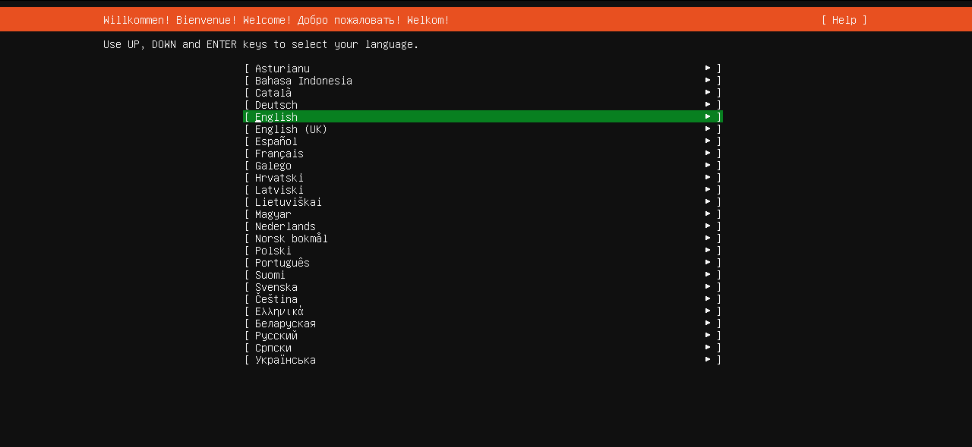 Willkommen! Bienvenue! Welcome! Добро пожаловать! Welkom! [ Help ]
Use UP, DOWN and ENTER keys to select your language.
[ Asturianu ► ]
[ Bahasa Indonesia ► ]
[ Català ► ]
[ Deutsch ► ]
[ English ► ]
[ English (UK) ► ]
[ Español ► ]
[ Français ► ]
[ Galego ► ]
[ Hrvatski ► ]
[ Latviski ► ]
[ Lietuviškai ► ]
[ Magyar ► ]
[ Nederlands ► ]
[ Norsk bokmål ► ]
[ Polski ► ]
[ Português ► ]
[ Suomi ► ]
[ Svenska ► ]
[ Čeština ► ]
[ Ελληνικά ► ]
[ Беларуская ► ]
[ Русский ► ]
[ Српски ► ]
[ Українська ► ]